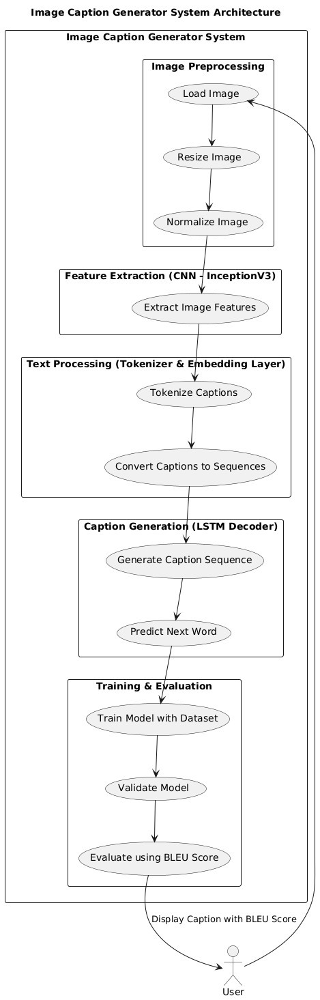 Image Caption Generator System Architecture
Image Caption Generator System
Image Preprocessing
Load Image
Resize Image
Normalize Image
Feature Extraction (CNN - InceptionV3)
Extract Image Features
Text Processing (Tokenizer & Embedding Layer)
Tokenize Captions
Convert Captions to Sequences
Caption Generation (LSTM Decoder)
Generate Caption Sequence
Predict Next Word
Training & Evaluation
Train Model with Dataset
Validate Model
Evaluate using BLEU Score
Display Caption with BLEU Score
User